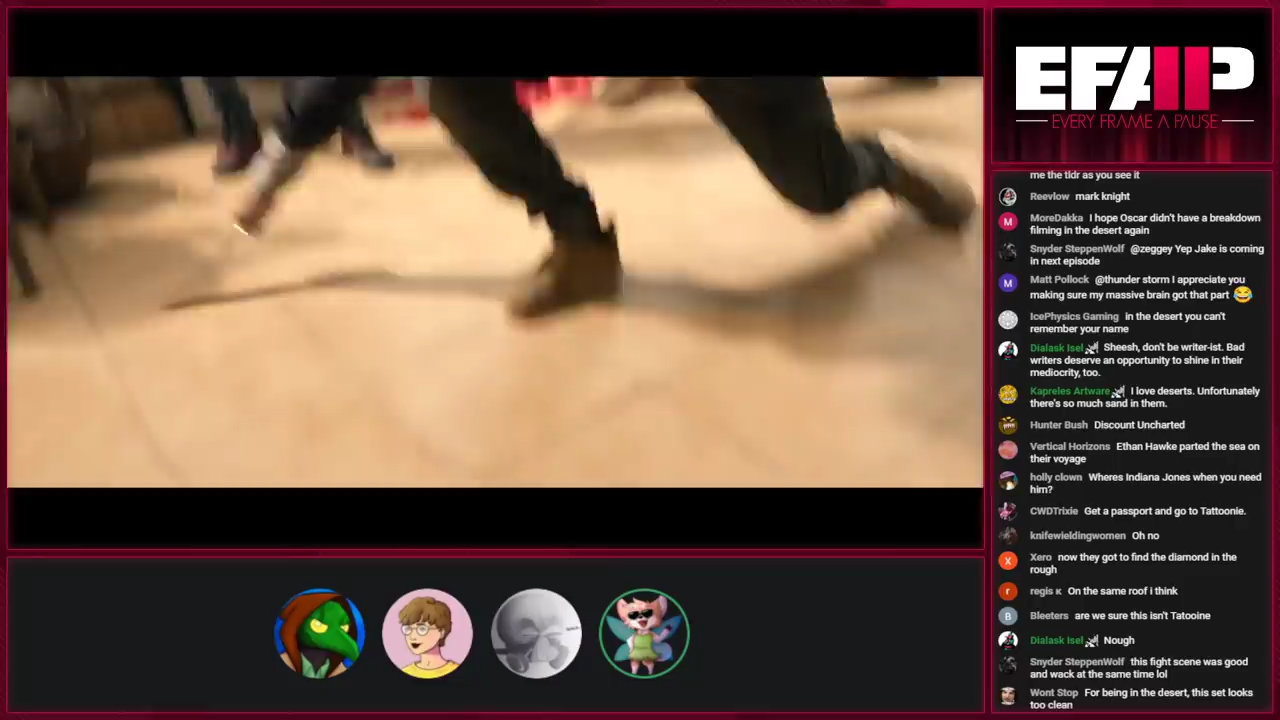 EFAP
EVERY FRAME A PAUSE
me the tldr as you see it
Reevlow mark knight
MoreDakka I hope Oscar didn't have a breakdown
filming in the desert again
Snyder SteppenWolf @zeggey Yep Jake is coming
in next episode
Matt Pollock @thunder storm I appreciate you
making sure my massive brain got that part 😂
IcePhysics Gaming in the desert you can't
remember your name
Dialask Isel Sheesh, don't be writer-ist. Bad
writers deserve an opportunity to shine in their
mediocrity, too.
Kapreles Artware I love deserts. Unfortunately
there's so much sand in them.
Hunter Bush Discount Uncharted
Vertical Horizons Ethan Hawke parted the sea on
their voyage
holly clown Wheres Indiana Jones when you need
him?
CWDTrixie Get a passport and go to Tattoonie.
knifewieldingwomen Oh no
Xero now they got to find the diamond in the
rough
regis κ On the same roof i think
Bleeters are we sure this isn't Tatooine
Dialask Isel Nough
Snyder SteppenWolf this fight scene was good
and wack at the same time lol
Wont Stop For being in the desert, this set looks
too clean